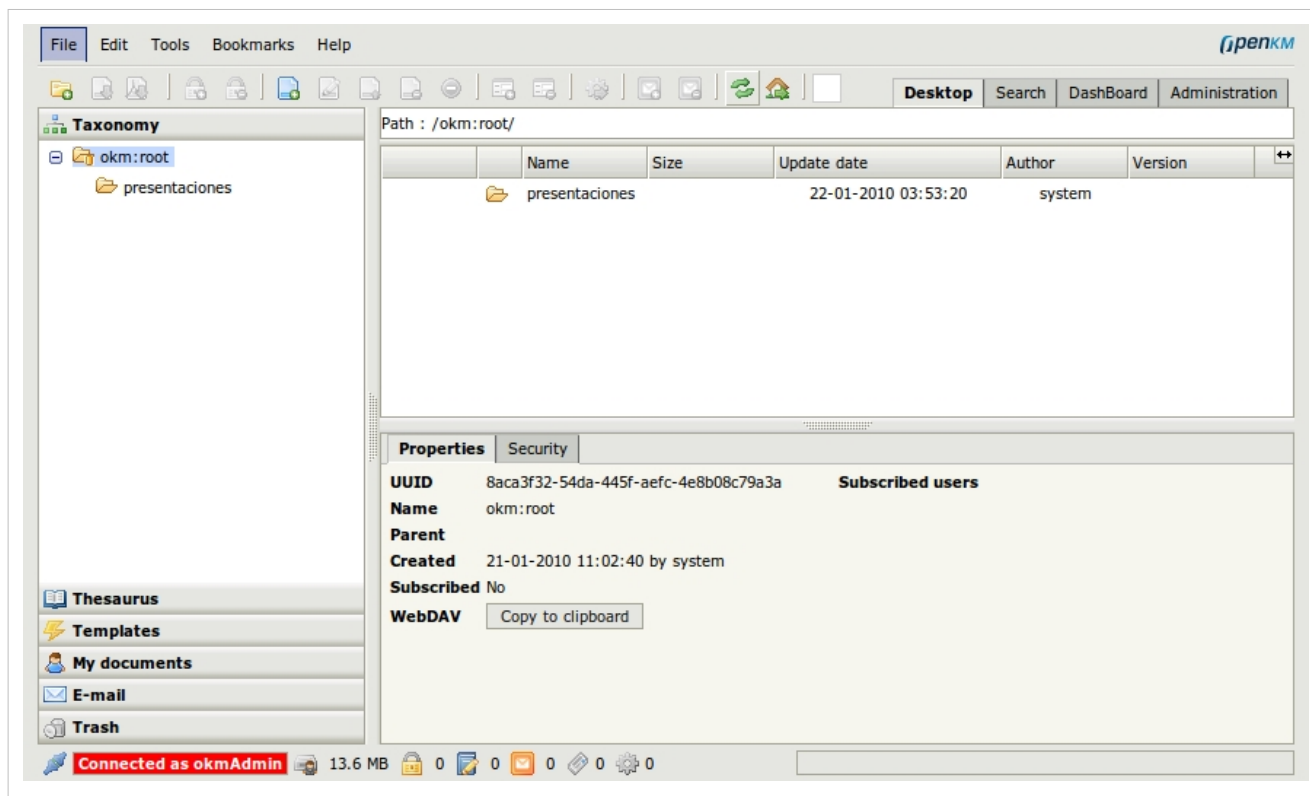 File Edit Tools Bookmarks Help
OpenKM
Desktop Search DashBoard Administration
Taxonomy
okm:root
presentaciones
Thesaurus
Templates
My documents
E-mail
Trash
Path : /okm:root/
Name Size Update date Author Version
presentaciones 22-01-2010 03:53:20 system
Properties Security
UUID 8aca3f32-54da-445f-aefc-4e8b08c79a3a Subscribed users
Name okm:root
Parent
Created 21-01-2010 11:02:40 by system
Subscribed No
WebDAV Copy to clipboard
Connected as okmAdmin 13.6 MB 0 0 0 0 0